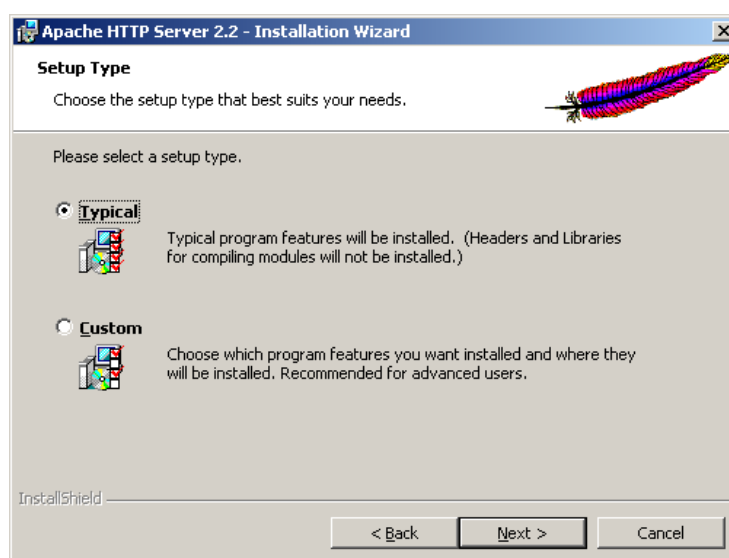 Apache HTTP Server 2.2 - Installation Wizard
Setup Type
Choose the setup type that best suits your needs.
Please select a setup type.
Typical
Typical program features will be installed.  (Headers and Libraries
for compiling modules will not be installed.)
Custom
Choose which program features you want installed and where they
will be installed. Recommended for advanced users.
InstallShield
< Back
Next >
Cancel